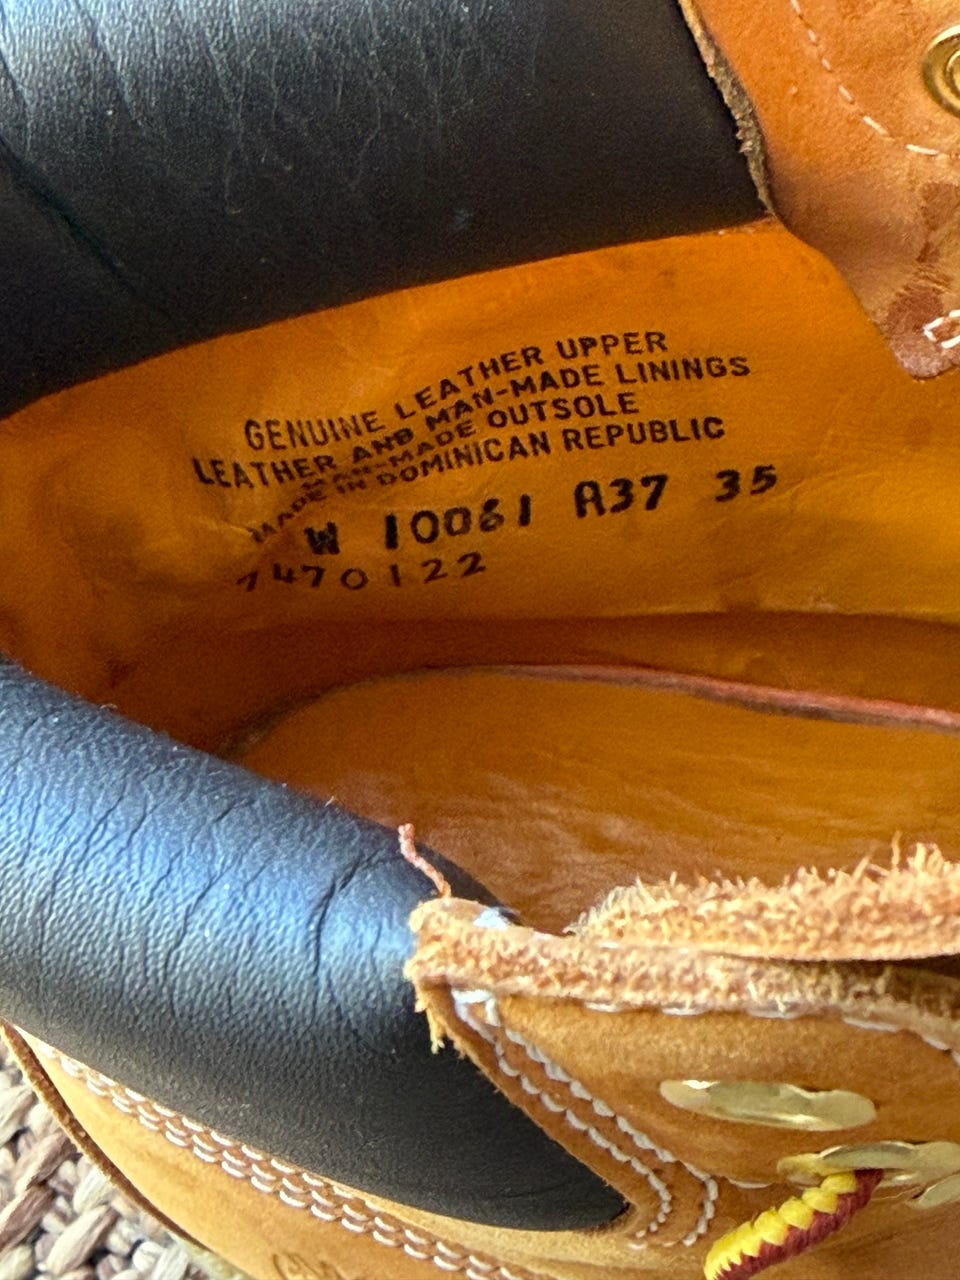 GENUINE LEATHER UPPER
LEATHER AND MAN-MADE LININGS
MAN-MADE OUTSOLE
MADE IN DOMINICAN REPUBLIC
W 10061 A37 35
7470122